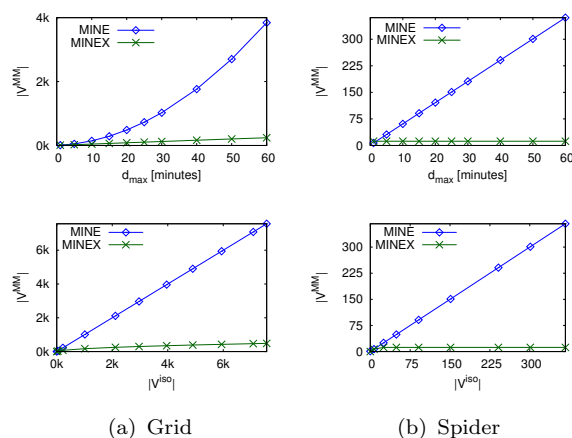 4k
2k
0k
|V^MM|
MINE
MINEX
0 10 20 30 40 50 60
d_max [minutes]
360
225
150
75
0
|V^MM|
MINE
MINEX
0 10 20 30 40 50 60
d_max [minutes]
6k
4k
2k
0k
|V^MM|
MINE
MINEX
0k 2k 4k 6k
|V^iso|
300
225
150
75
0
|V^MM|
MINE
MINEX
0 75 150 225 300
|V^iso|
(a) Grid
(b) Spider